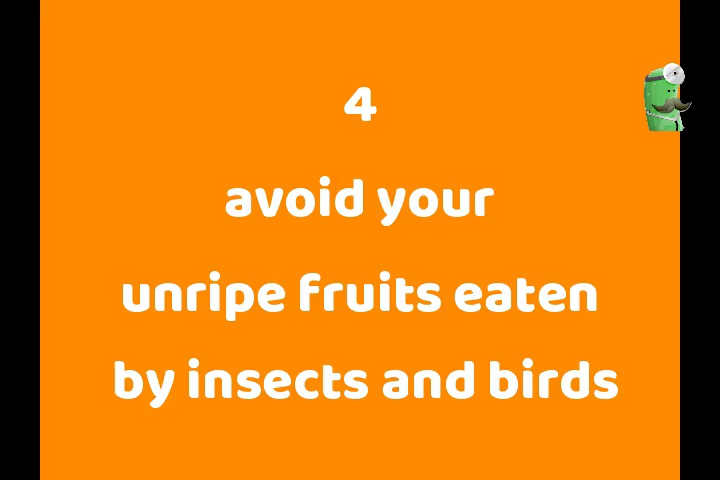 4
avoid your
unripe fruits eaten
by insects and birds